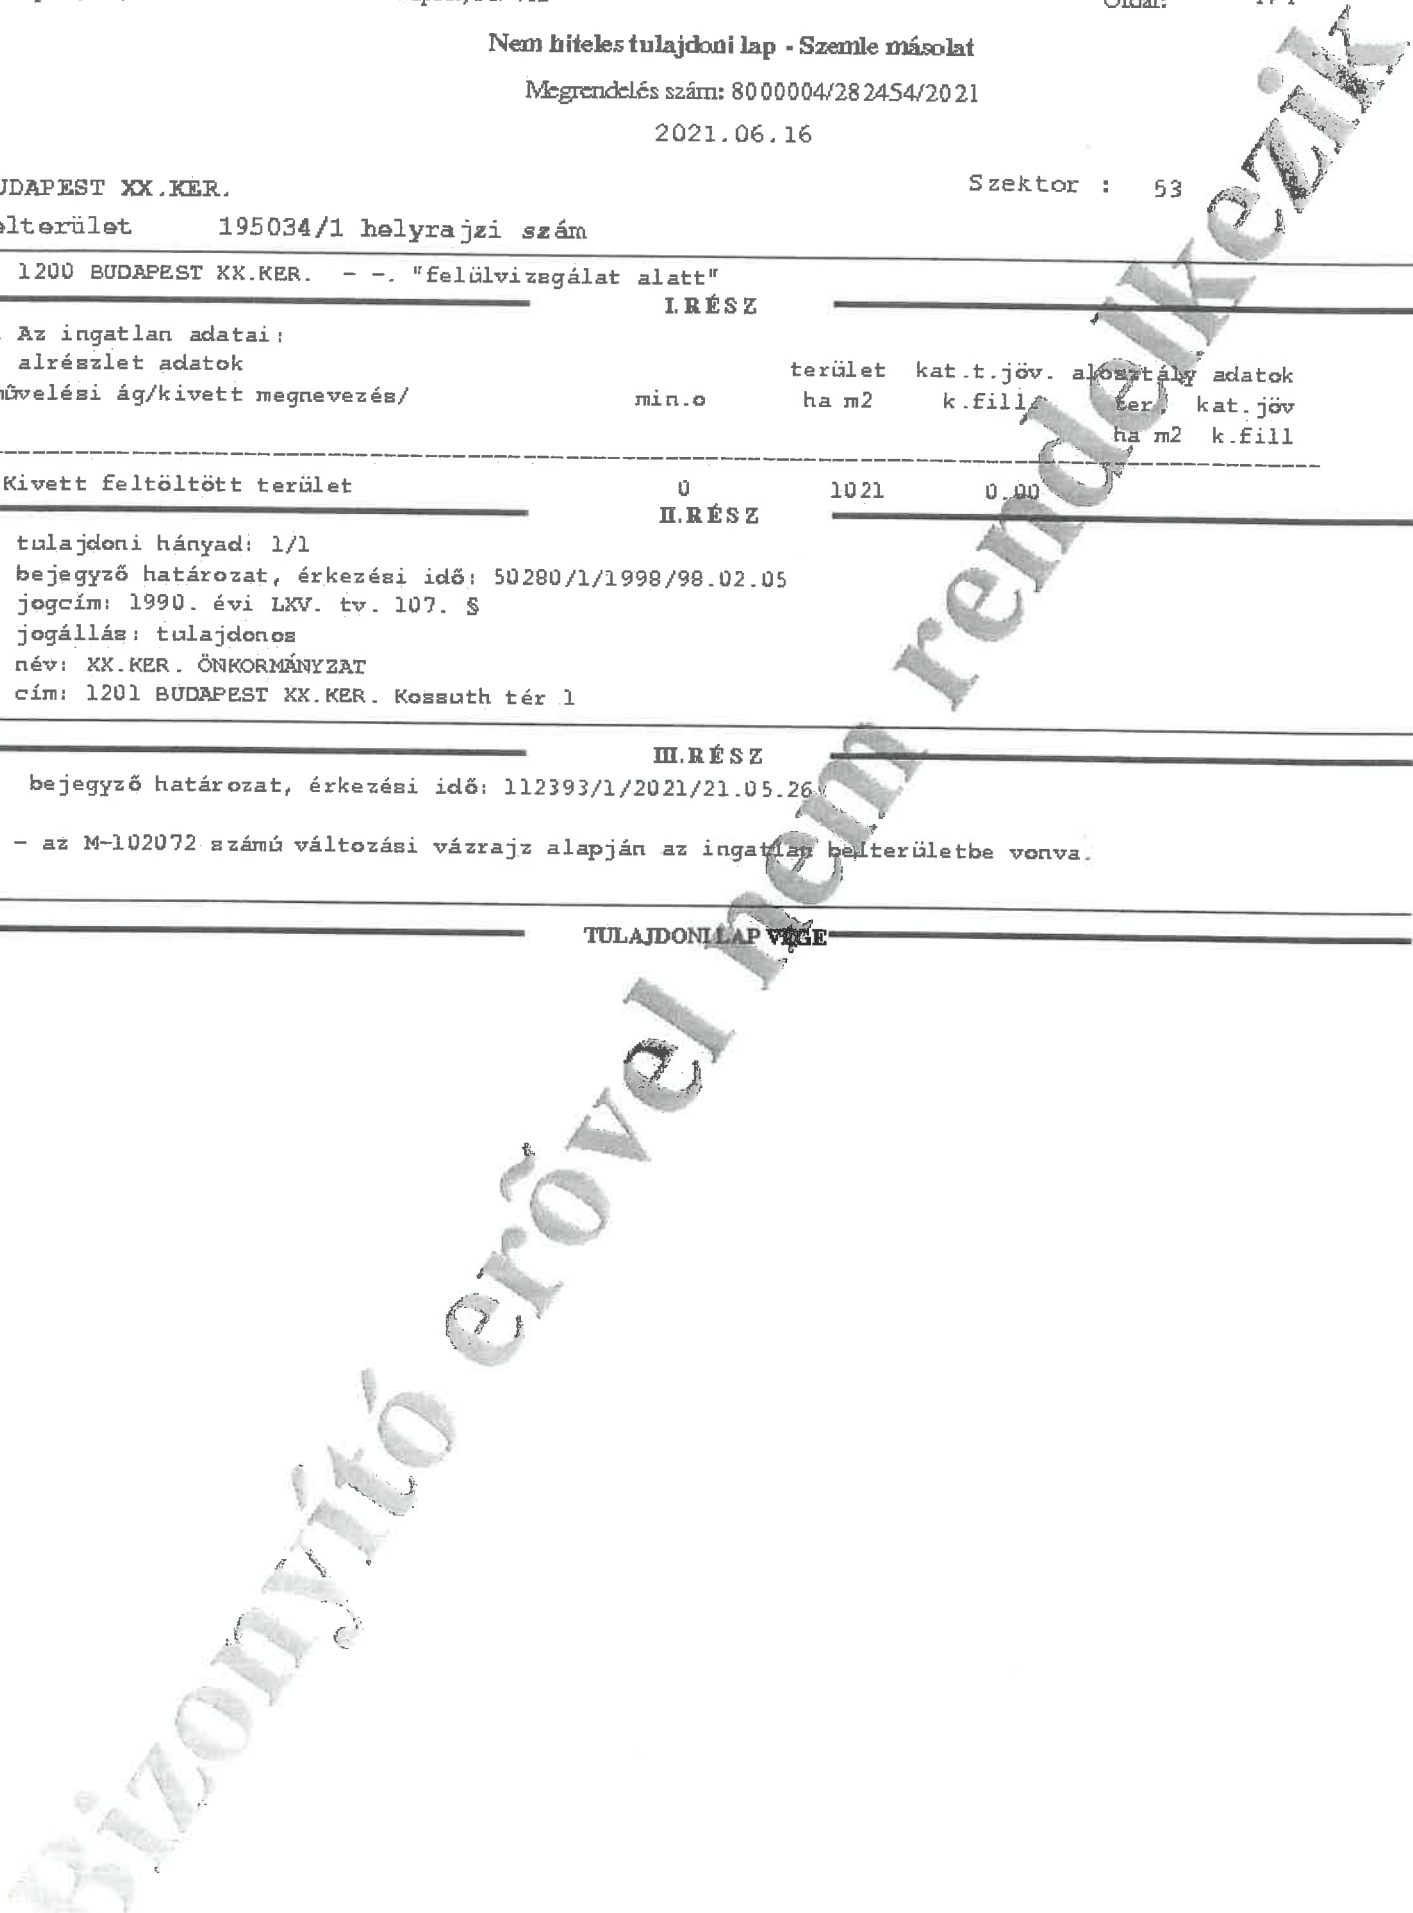 Oldal:
Nem hiteles tulajdoni lap - Szemle másolat
Megrendelés szám: 8000004/282454/2021
2021.06.16
UDAPEST XX.KER.
Szektor : 53
elterület 195034/1 helyrajzi szám
1200 BUDAPEST XX.KER. - -. "felülvizsgálat alatt"
I.RÉSZ
. Az ingatlan adatai:
alrészlet adatok
terület kat.t.jöv. alosztály adatok
művelési ág/kivett megnevezés/ min.o ha m2 k.fill. ter. kat.jöv
ha m2 k.fill
Kivett feltöltött terület 0 1021 0.00
II.RÉSZ
tulajdoni hányad: 1/1
bejegyző határozat, érkezési idő: 50280/1/1998/98.02.05
jogcím: 1990. évi LXV. tv. 107. §
jogállás: tulajdonos
név: XX.KER. ÖNKORMÁNYZAT
cím: 1201 BUDAPEST XX.KER. Kossuth tér 1
III.RÉSZ
bejegyző határozat, érkezési idő: 112393/1/2021/21.05.26
- az M-102072 számú változási vázrajz alapján az ingatlan belterületbe vonva.
TULAJDONI LAP VÉGE
Bizonyító erővel nem rendelkezik